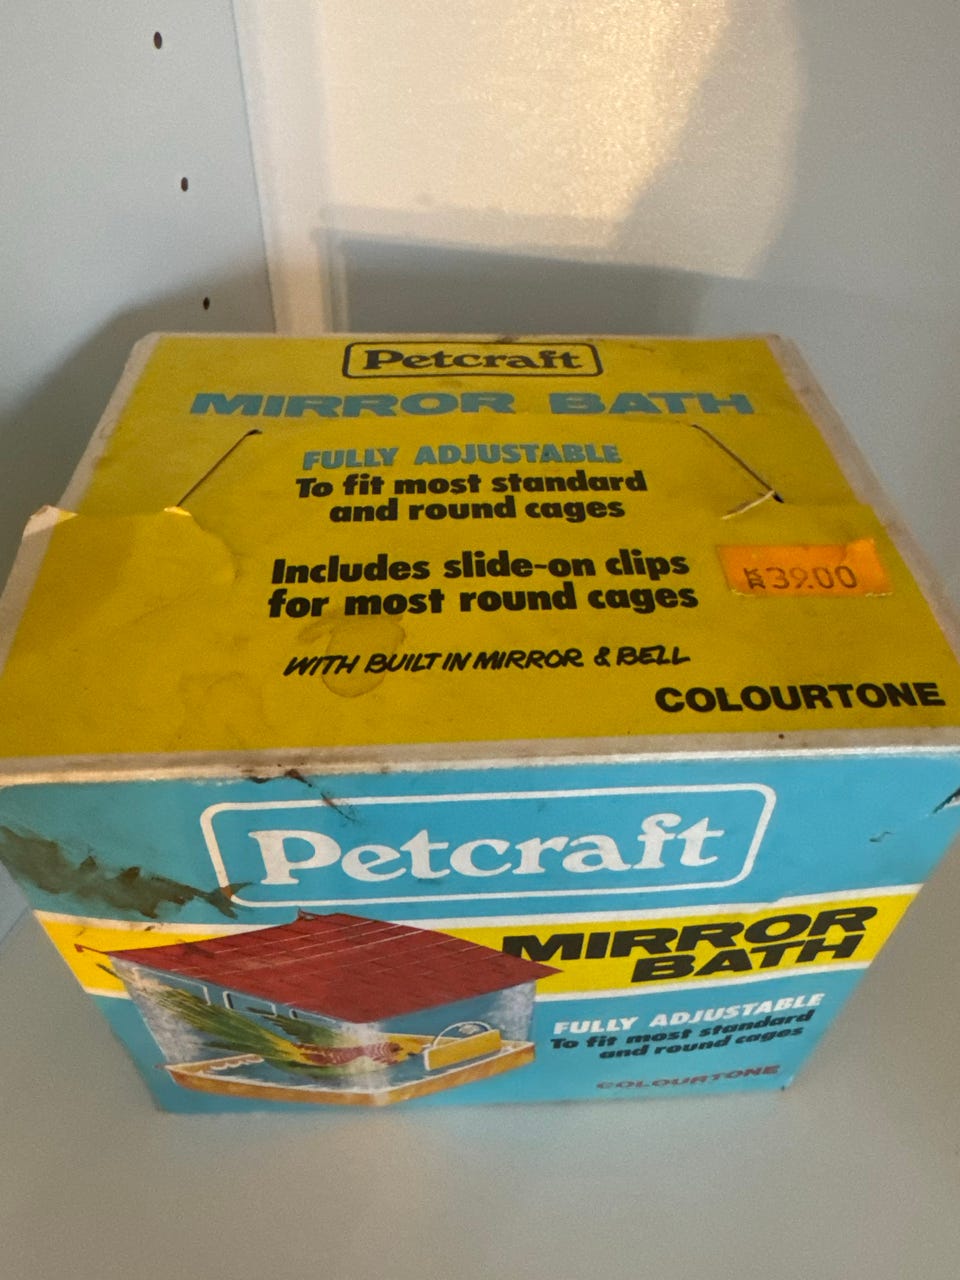 Petcraft
MIRROR BATH
FULLY ADJUSTABLE
To fit most standard
and round cages
Includes slide-on clips
for most round cages
KR 39.00
WITH BUILT IN MIRROR & BELL
COLOURTONE
Petcraft
MIRROR
BATH
FULLY ADJUSTABLE
To fit most standard
and round cages
COLOURTONE